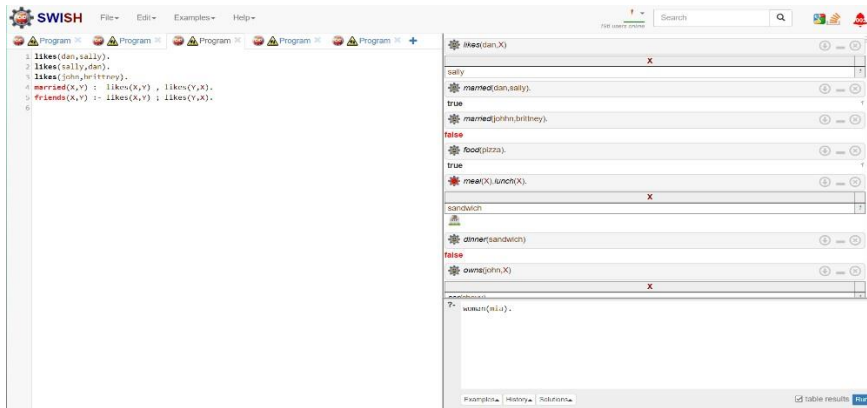 SWISH File Edit Examples Help Search
Program Program Program Program Program
1 likes(dan,sally).
2 likes(sally,dan).
3 likes(john,brittney).
4 married(X,Y) :- likes(X,Y) , likes(Y,X).
5 friends(X,Y) :- likes(X,Y) ; likes(Y,X).
6
likes(dan,X)
X
sally
married(dan,sally).
true
married(johhn,brittney).
false
food(pizza).
true
meal(X),lunch(X).
X
sandwich
dinner(sandwich)
false
owns(john,X)
X
?- woman(mia).
Examples History Solutions table results